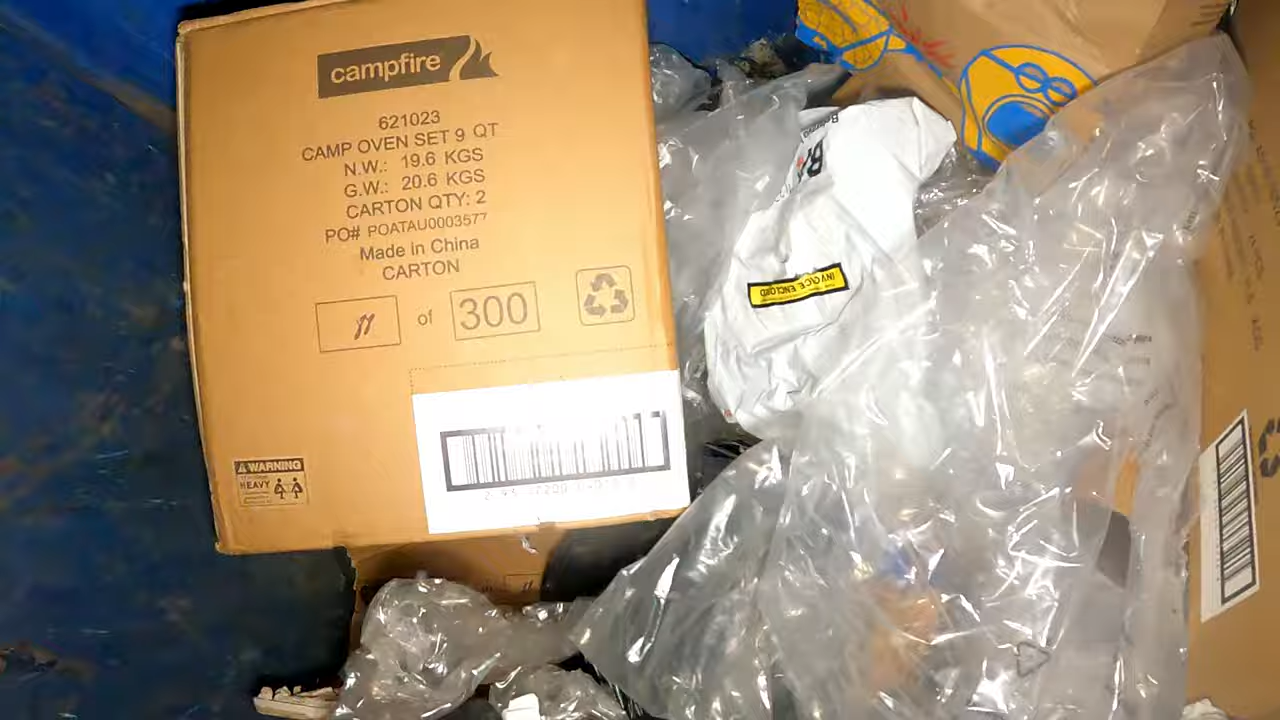 campfire
621023
CAMP OVEN SET 9 QT
N.W.: 19.6 KGS
G.W.: 20.6 KGS
CARTON QTY: 2
PO# POATAU0003577
Made in China
CARTON
11 of 300
WARNING
HEAVY
INVOICE ENCLOSED